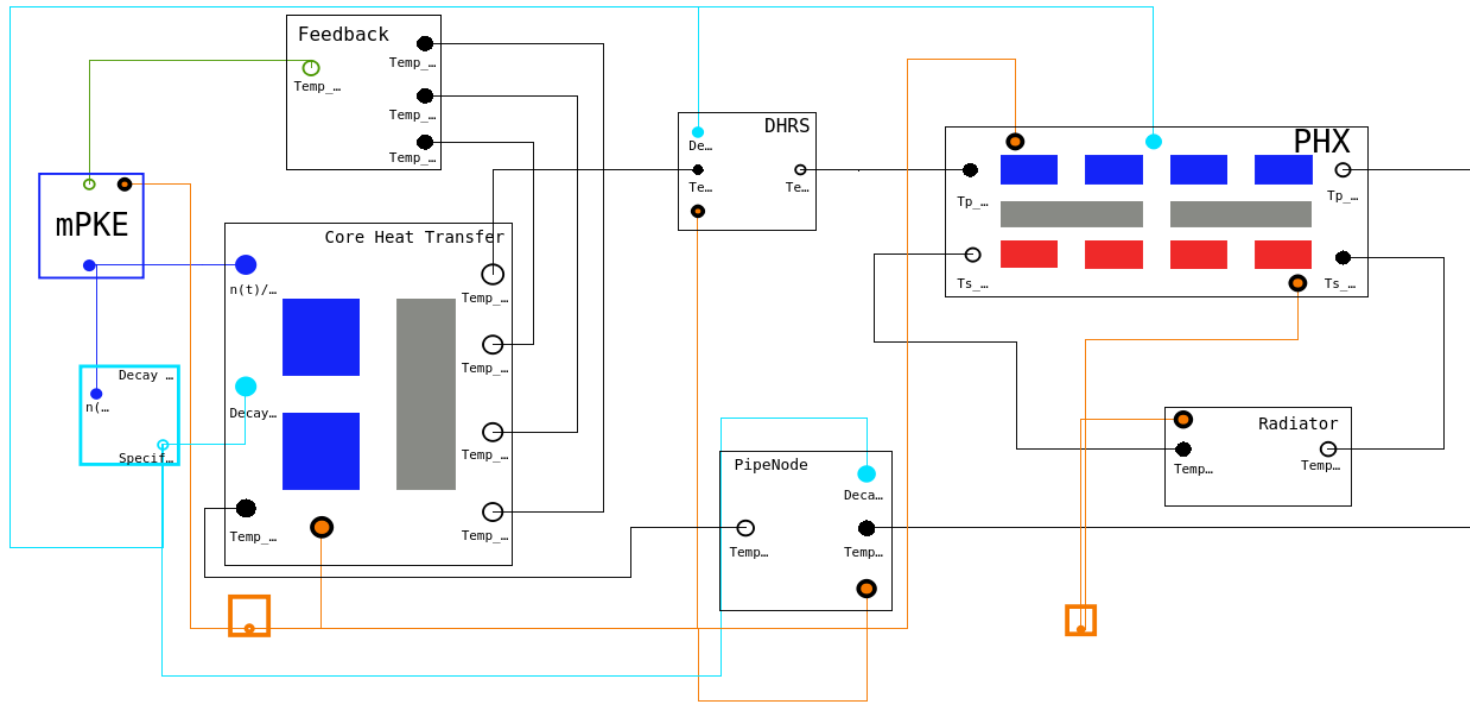 Feedback
Temp_…
Temp_…
Temp_…
Temp_…
mPKE
Core Heat Transfer
n(t)/…
Decay…
Temp_…
Temp_…
Temp_…
Temp_…
Temp_…
Decay …
n(…
Specif…
DHRS
De…
Te…
Te…
PHX
Tp_…
Tp_…
Ts_…
Ts_…
PipeNode
Deca…
Temp…
Temp…
Radiator
Temp…
Temp…